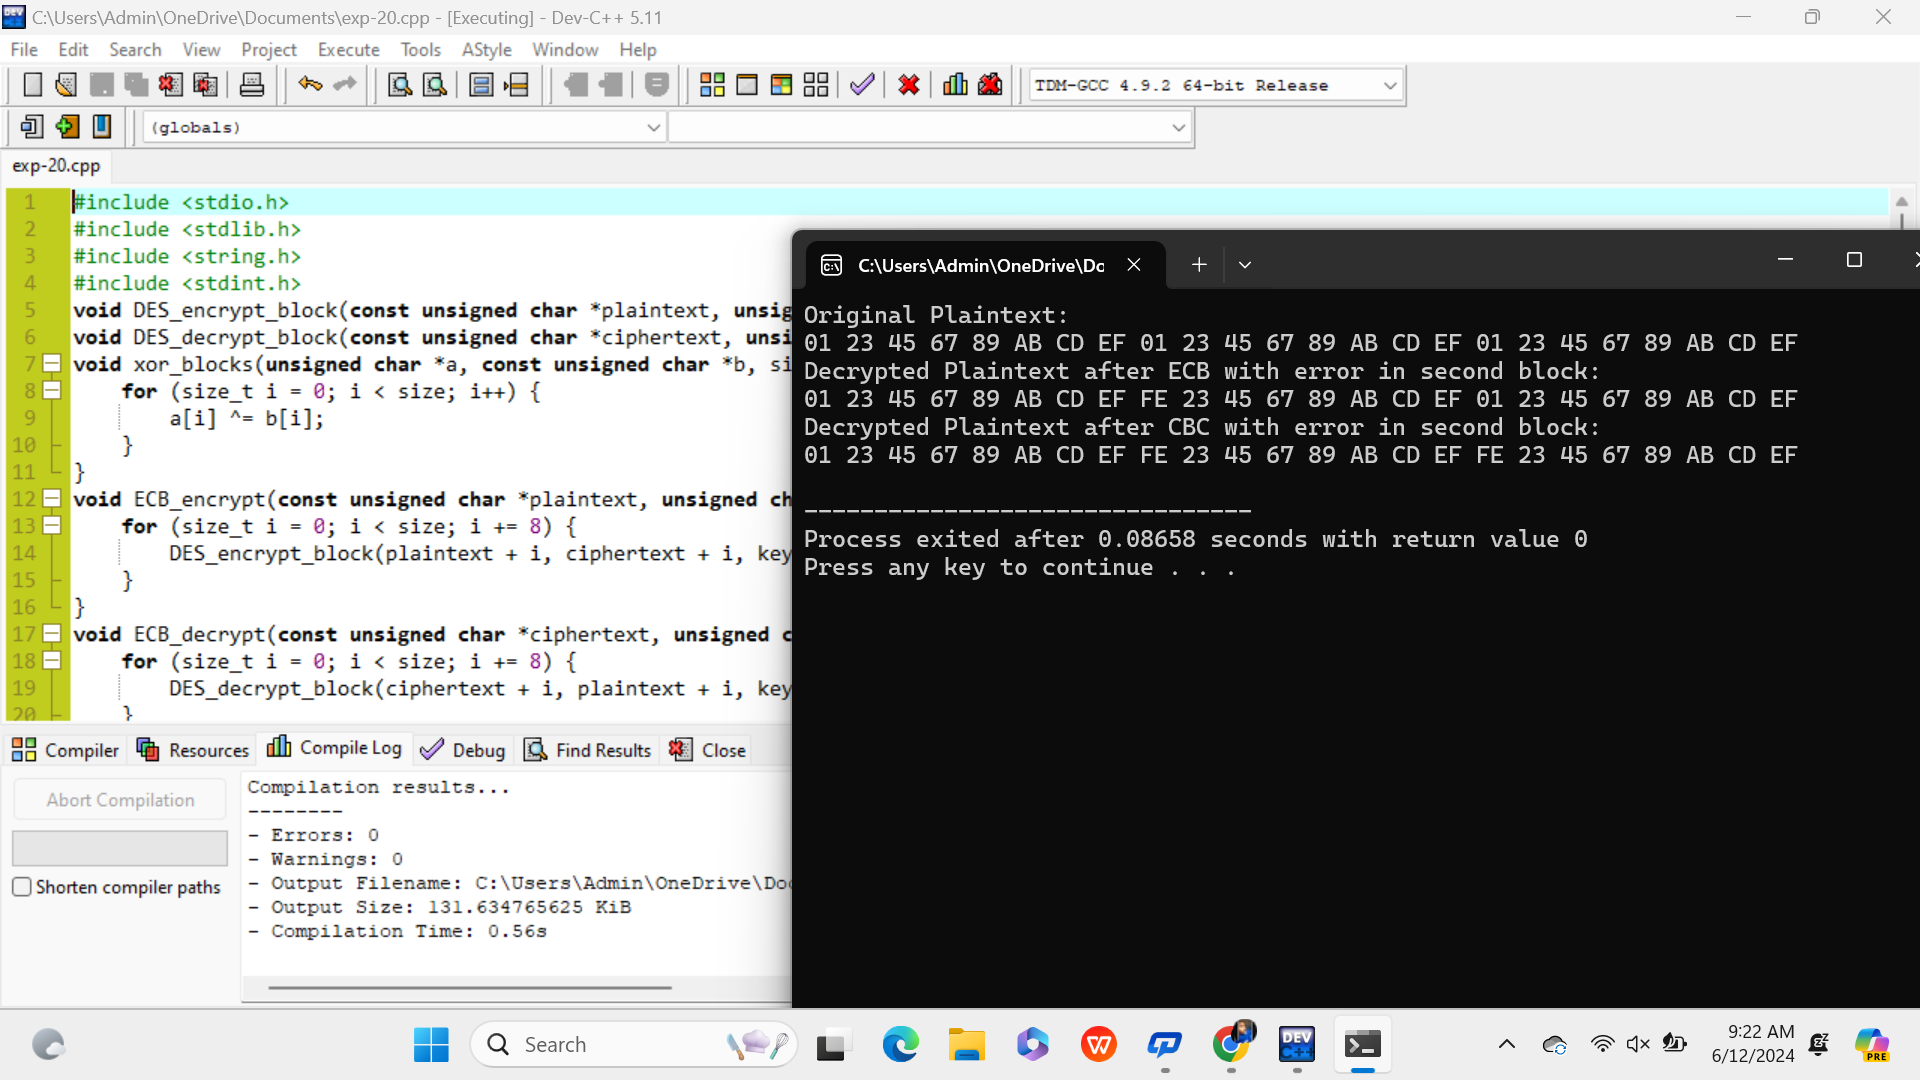 C:\Users\Admin\OneDrive\Documents\exp-20.cpp - [Executing] - Dev-C++ 5.11
File Edit Search View Project Execute Tools AStyle Window Help
TDM-GCC 4.9.2 64-bit Release
(globals)
exp-20.cpp
1 #include <stdio.h>
2 #include <stdlib.h>
3 #include <string.h>
4 #include <stdint.h>
5 void DES_encrypt_block(const unsigned char *plaintext, unsig
6 void DES_decrypt_block(const unsigned char *ciphertext, unsi
7 void xor_blocks(unsigned char *a, const unsigned char *b, si
8 for (size_t i = 0; i < size; i++) {
9 a[i] ^= b[i];
10 }
11 }
12 void ECB_encrypt(const unsigned char *plaintext, unsigned ch
13 for (size_t i = 0; i < size; i += 8) {
14 DES_encrypt_block(plaintext + i, ciphertext + i, key
15 }
16 }
17 void ECB_decrypt(const unsigned char *ciphertext, unsigned c
18 for (size_t i = 0; i < size; i += 8) {
19 DES_decrypt_block(ciphertext + i, plaintext + i, key
20 }
C:\Users\Admin\OneDrive\Dc
Original Plaintext:
01 23 45 67 89 AB CD EF 01 23 45 67 89 AB CD EF 01 23 45 67 89 AB CD EF
Decrypted Plaintext after ECB with error in second block:
01 23 45 67 89 AB CD EF FE 23 45 67 89 AB CD EF 01 23 45 67 89 AB CD EF
Decrypted Plaintext after CBC with error in second block:
01 23 45 67 89 AB CD EF FE 23 45 67 89 AB CD EF FE 23 45 67 89 AB CD EF
--------------------------------
Process exited after 0.08658 seconds with return value 0
Press any key to continue . . .
Compiler Resources Compile Log Debug Find Results Close
Abort Compilation
Shorten compiler paths
Compilation results...
--------
- Errors: 0
- Warnings: 0
- Output Filename: C:\Users\Admin\OneDrive\Doc
- Output Size: 131.634765625 KiB
- Compilation Time: 0.56s
Search
DEV
C++
PRE
9:22 AM
6/12/2024